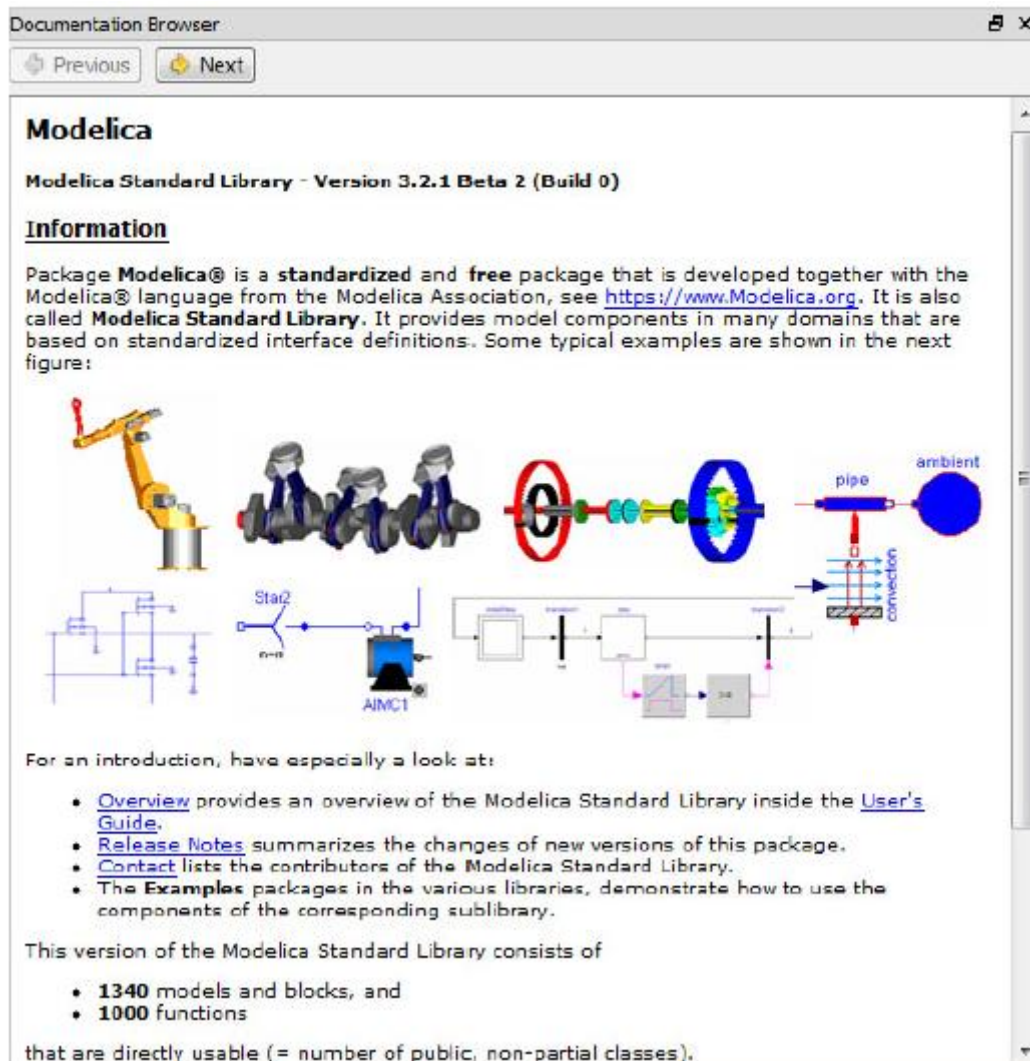 Documentation Browser
Previous
Next
Modelica
Modelica Standard Library - Version 3.2.1 Beta 2 (Build 0)
Information
Package Modelica® is a standardized and free package that is developed together with the
Modelica® language from the Modelica Association, see https://www.Modelica.org. It is also
called Modelica Standard Library. It provides model components in many domains that are
based on standardized interface definitions. Some typical examples are shown in the next
figure:
pipe
ambient
convection
Star2
AIMC1
For an introduction, have especially a look at:
• Overview provides an overview of the Modelica Standard Library inside the User's
Guide.
• Release Notes summarizes the changes of new versions of this package.
• Contact lists the contributors of the Modelica Standard Library.
• The Examples packages in the various libraries, demonstrate how to use the
components of the corresponding sublibrary.
This version of the Modelica Standard Library consists of
• 1340 models and blocks, and
• 1000 functions
that are directly usable (= number of public, non-partial classes).